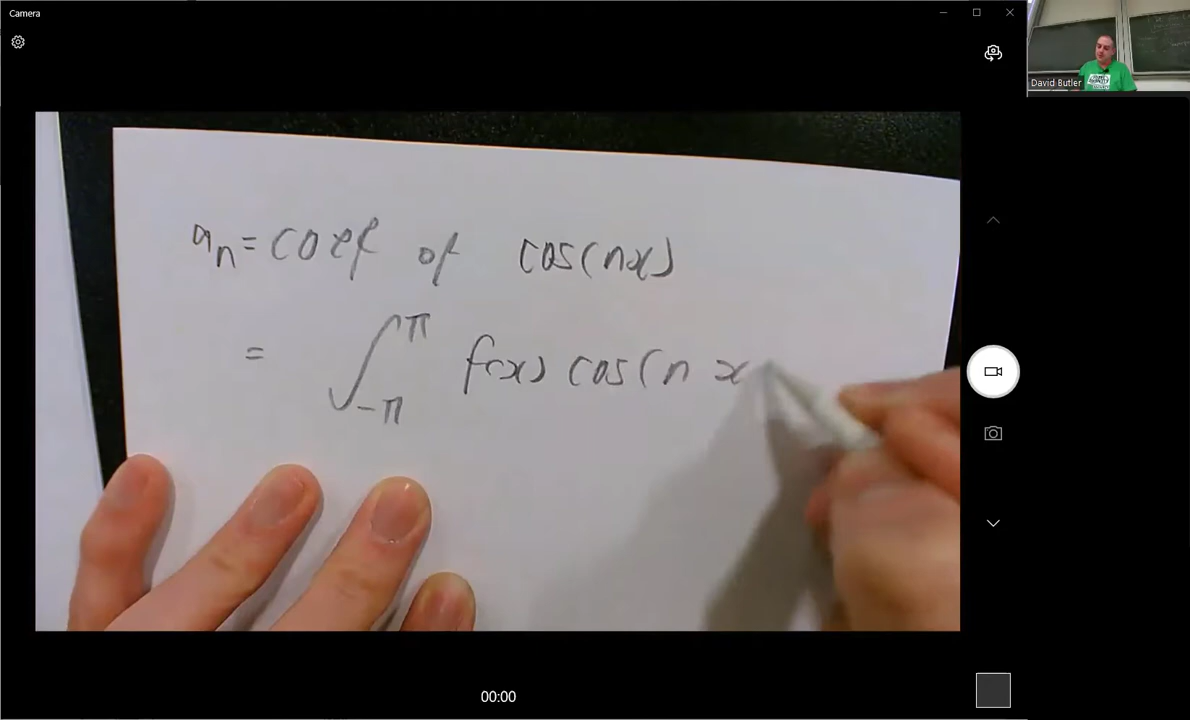 Camera
David Butler
aₙ = coef of cos(nx)
= ∫_{-π}^{π} f(x) cos(n x
00:00